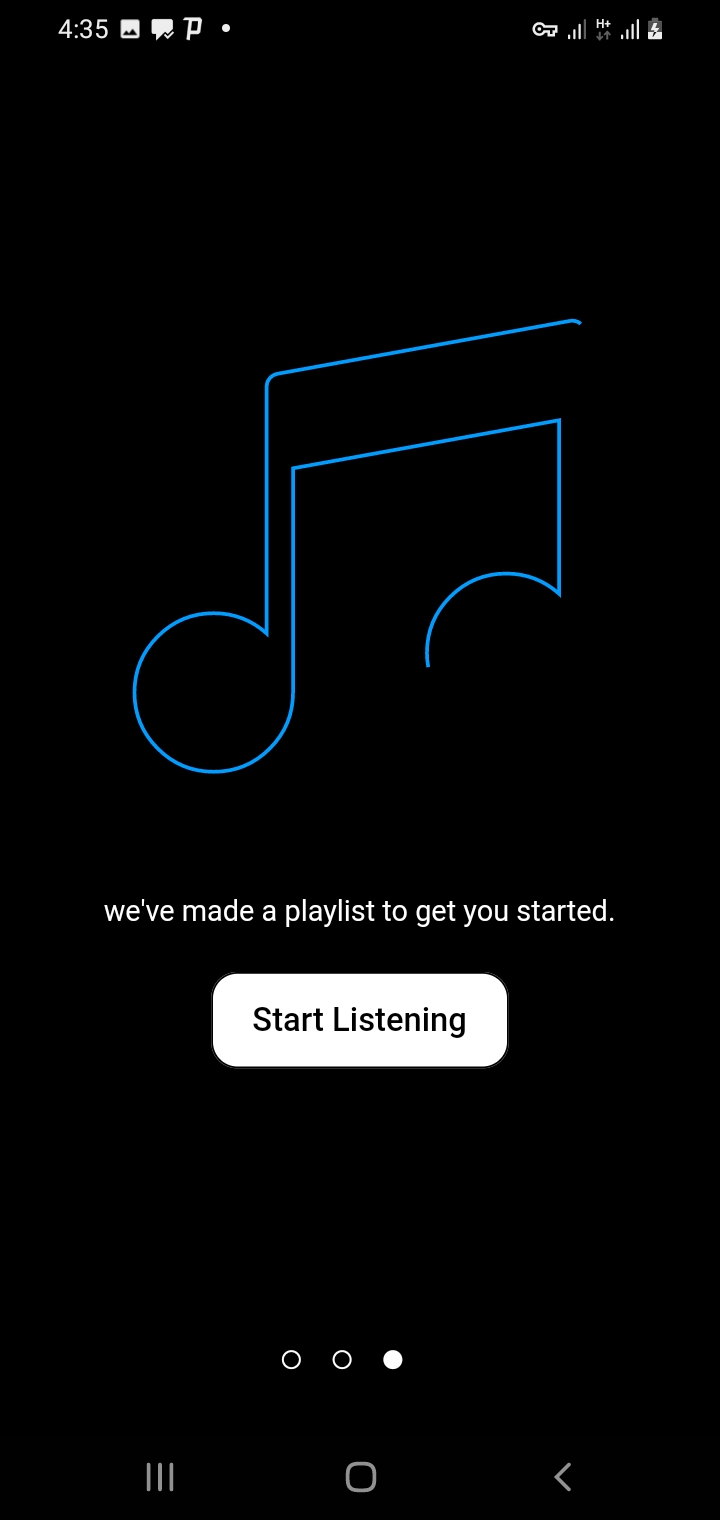 4:35
H+
we've made a playlist to get you started.
Start Listening